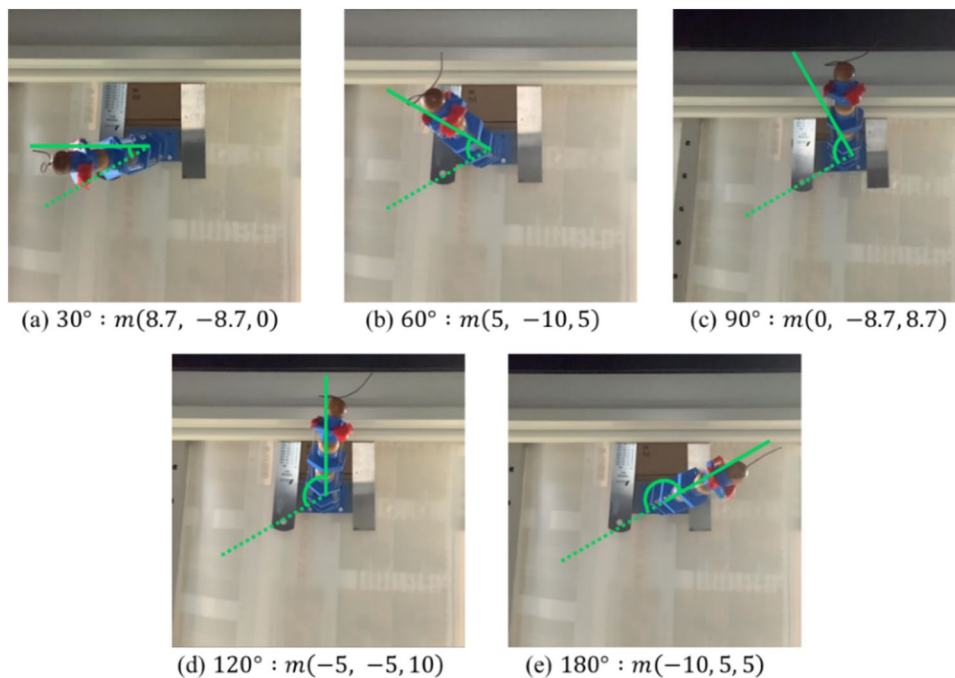 (a) 30° : m(8.7, −8.7, 0)
(b) 60° : m(5, −10, 5)
(c) 90° : m(0, −8.7, 8.7)
(d) 120° : m(−5, −5, 10)
(e) 180° : m(−10, 5, 5)